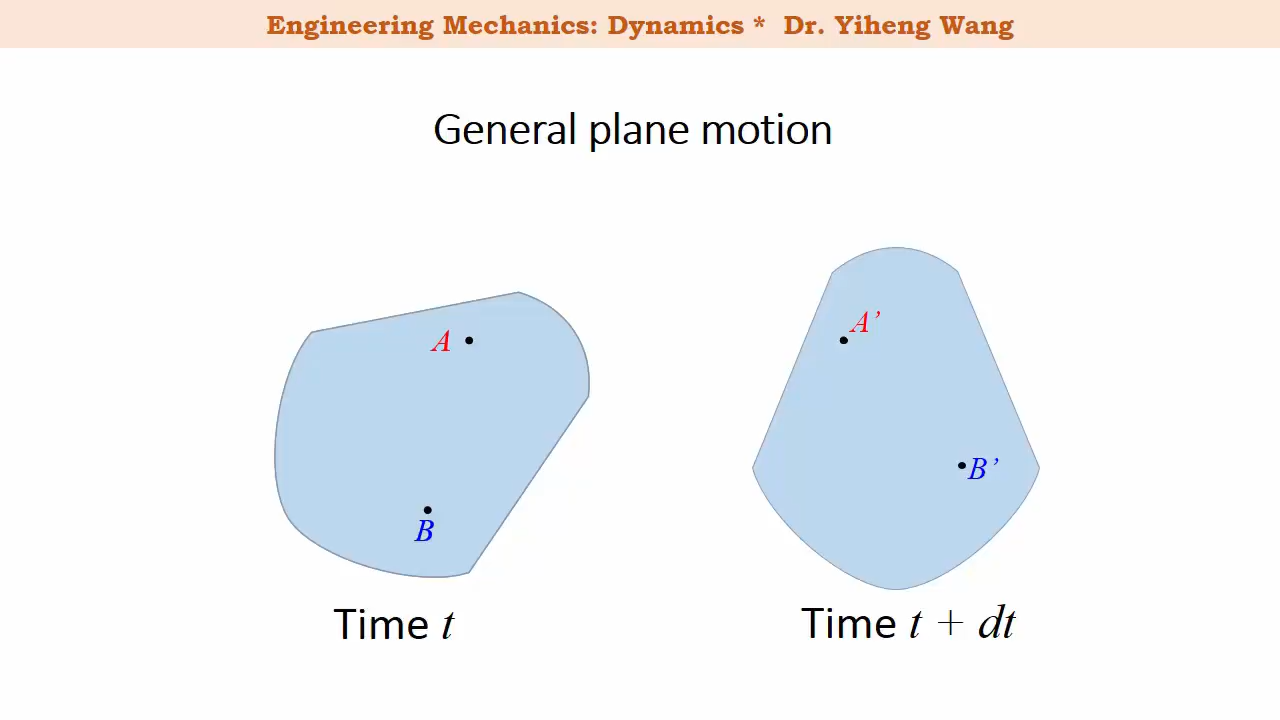 Engineering Mechanics: Dynamics * Dr. Yiheng Wang
General plane motion
A
A’
B
B’
Time t
Time t + dt